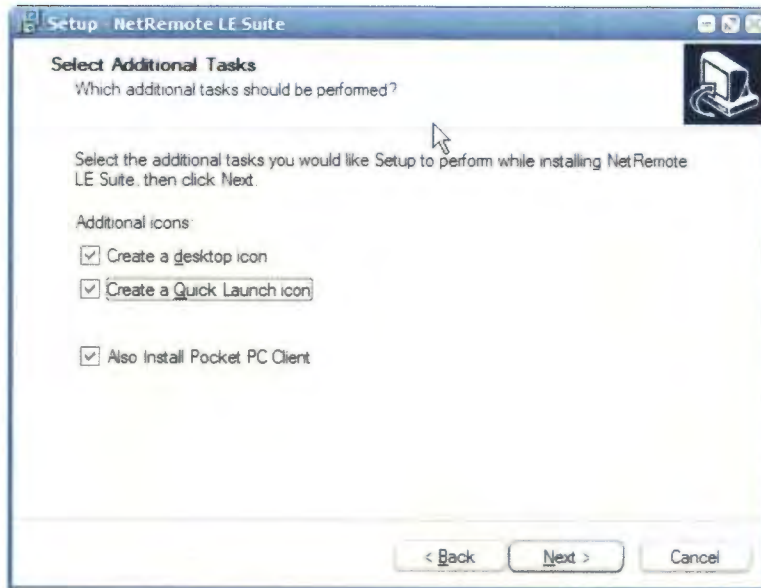 Setup - NetRemote LE Suite
Select Additional Tasks
Which additional tasks should be performed?
Select the additional tasks you would like Setup to perform while installing NetRemote
LE Suite, then click Next.
Additional icons:
Create a desktop icon
Create a Quick Launch icon
Also Install Pocket PC Client
< Back
Next >
Cancel